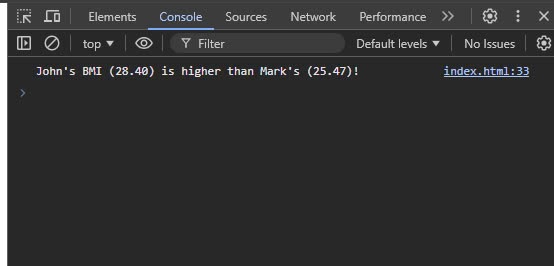 Elements Console Sources Network Performance
top Filter Default levels No Issues
John's BMI (28.40) is higher than Mark's (25.47)! index.html:33